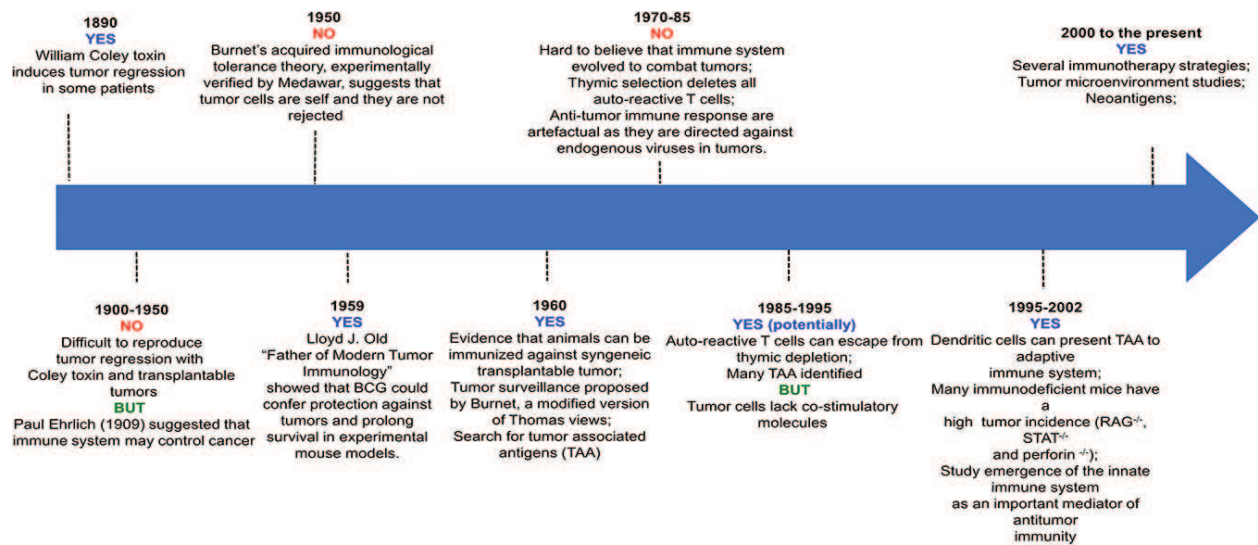 1890
YES
William Coley toxin
induces tumor regression
in some patients
1950
NO
Burnet's acquired immunological
tolerance theory, experimentally
verified by Medawar, suggests that
tumor cells are self and they are not
rejected
1970-85
NO
Hard to believe that immune system
evolved to combat tumors;
Thymic selection deletes all
auto-reactive T cells;
Anti-tumor immune response are
artefactual as they are directed against
endogenous viruses in tumors.
2000 to the present
YES
Several immunotherapy strategies;
Tumor microenvironment studies;
Neoantigens;
1900-1950
NO
Difficult to reproduce
tumor regression with
Coley toxin and transplantable
tumors
BUT
Paul Ehrlich (1909) suggested that
immune system may control cancer
1959
YES
Lloyd J. Old
“Father of Modern Tumor
Immunology”
showed that BCG could
confer protection against
tumors and prolong
survival in experimental
mouse models.
1960
YES
Evidence that animals can be
immunized against syngeneic
transplantable tumor;
Tumor surveillance proposed
by Burnet, a modified version
of Thomas views;
Search for tumor associated
antigens (TAA)
1985-1995
YES (potentially)
Auto-reactive T cells can escape from
thymic depletion;
Many TAA identified
BUT
Tumor cells lack co-stimulatory
molecules
1995-2002
YES
Dendritic cells can present TAA to
adaptive
immune system;
Many immunodeficient mice have
a
high tumor incidence (RAG-/-,
STAT-/-
and perforin -/-);
Study emergence of the innate
immune system
as an important mediator of
antitumor
immunity